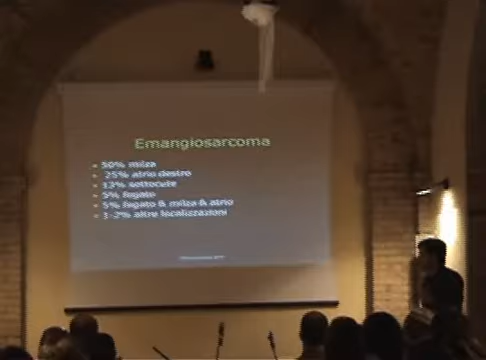 Emangiosarcoma
• 50% milza
• 25% atrio destro
• 13% sottocute
• 5% fegato
• 5% fegato & milza & atrio
• 1-2% altre localizzazioni